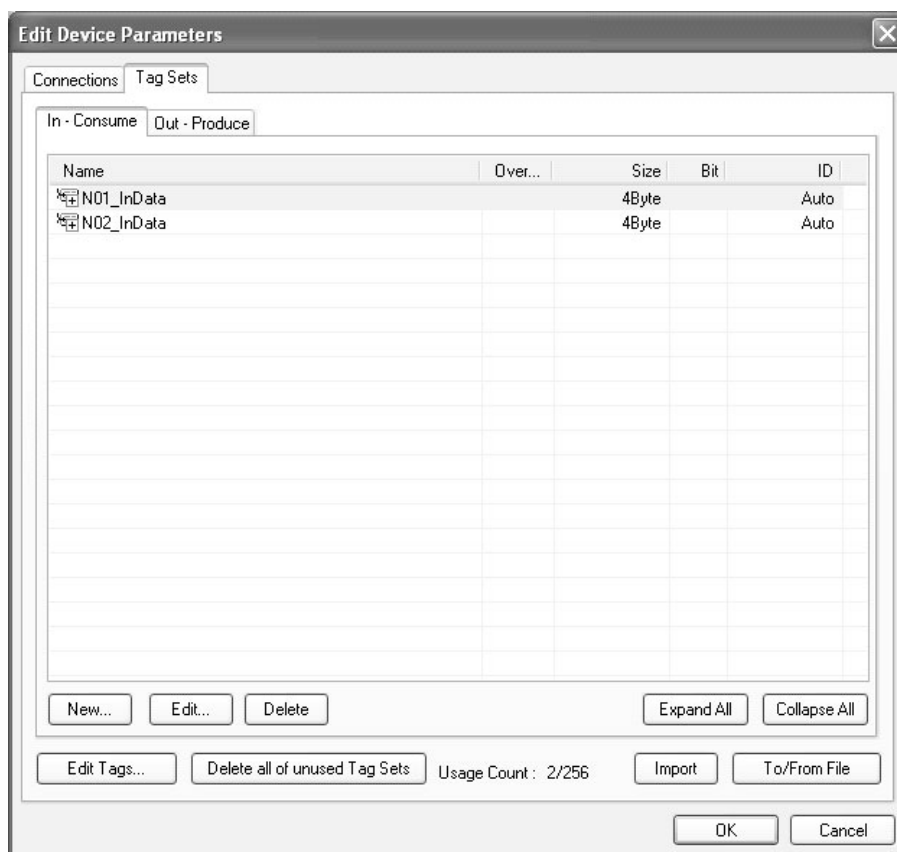 Edit Device Parameters
Connections Tag Sets
In - Consume Out - Produce
Name Over... Size Bit ID
N01_InData 4Byte Auto
N02_InData 4Byte Auto
New... Edit... Delete Expand All Collapse All
Edit Tags... Delete all of unused Tag Sets Usage Count : 2/256 Import To/From File
OK Cancel